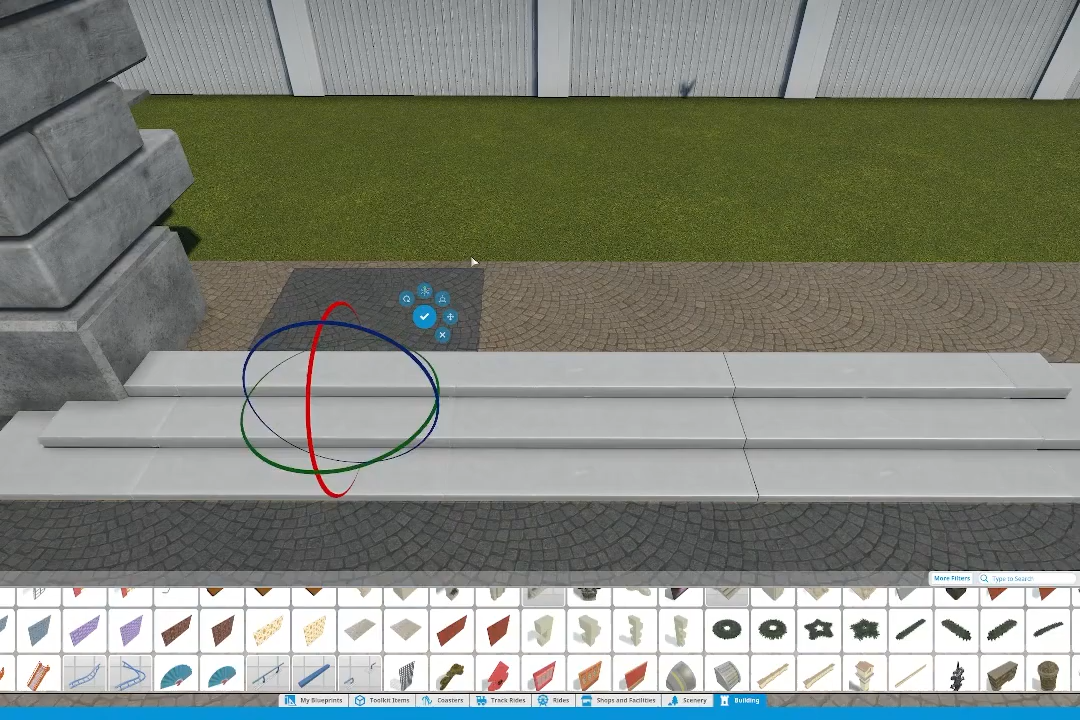 More Filters
Type to Search
My Blueprints
Toolkit Items
Coasters
Track Rides
Rides
Shops and Facilities
Scenery
Building